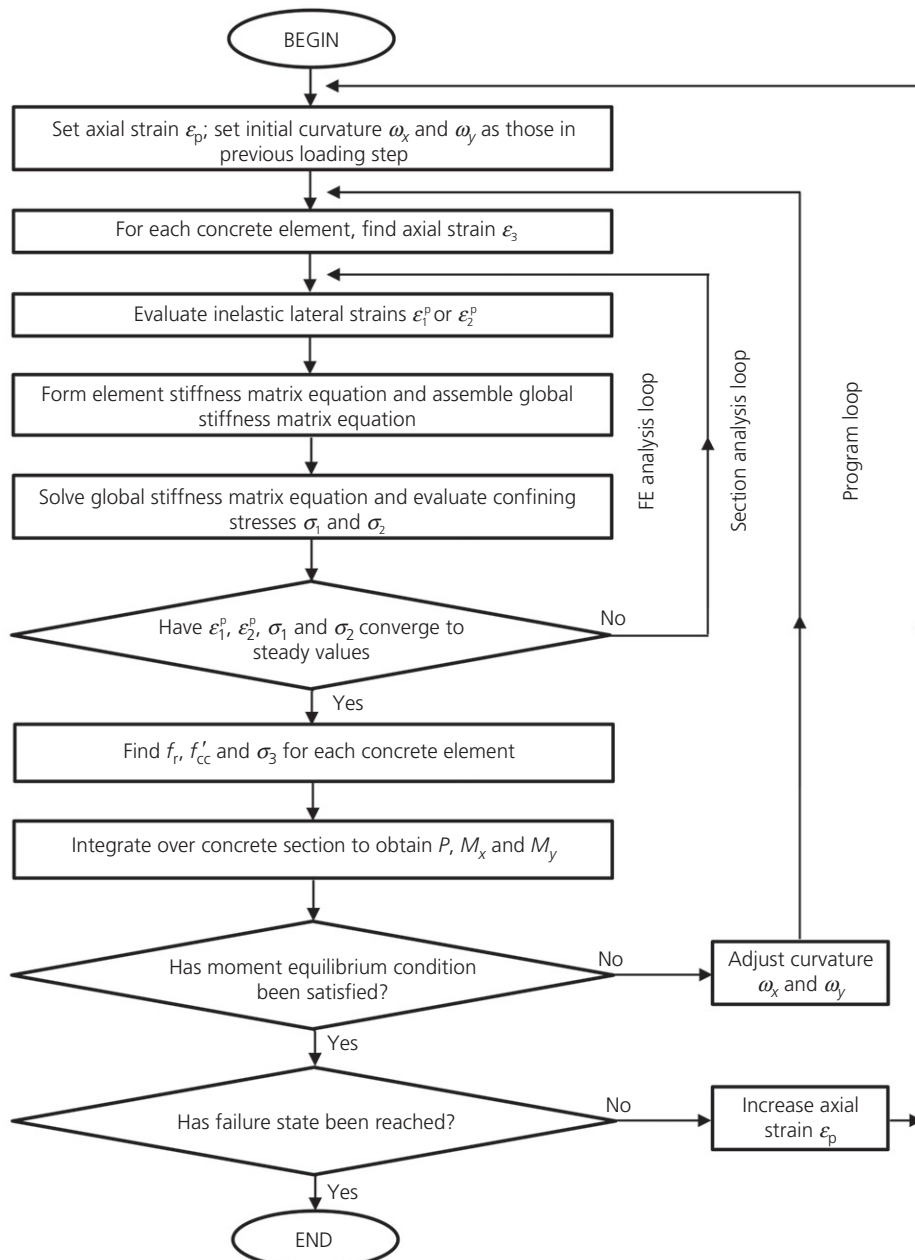 BEGIN
Set axial strain εp; set initial curvature ωx and ωy as those in
previous loading step
For each concrete element, find axial strain ε3
Evaluate inelastic lateral strains ε1^p or ε2^p
Form element stiffness matrix equation and assemble global
stiffness matrix equation
Solve global stiffness matrix equation and evaluate confining
stresses σ1 and σ2
FE analysis loop
Section analysis loop
Program loop
Have ε1^p, ε2^p, σ1 and σ2 converge to
steady values
No
Yes
Find fr, f′cc and σ3 for each concrete element
Integrate over concrete section to obtain P, Mx and My
Has moment equilibrium condition
been satisfied?
No
Adjust curvature
ωx and ωy
Yes
Has failure state been reached?
No
Increase axial
strain εp
Yes
END